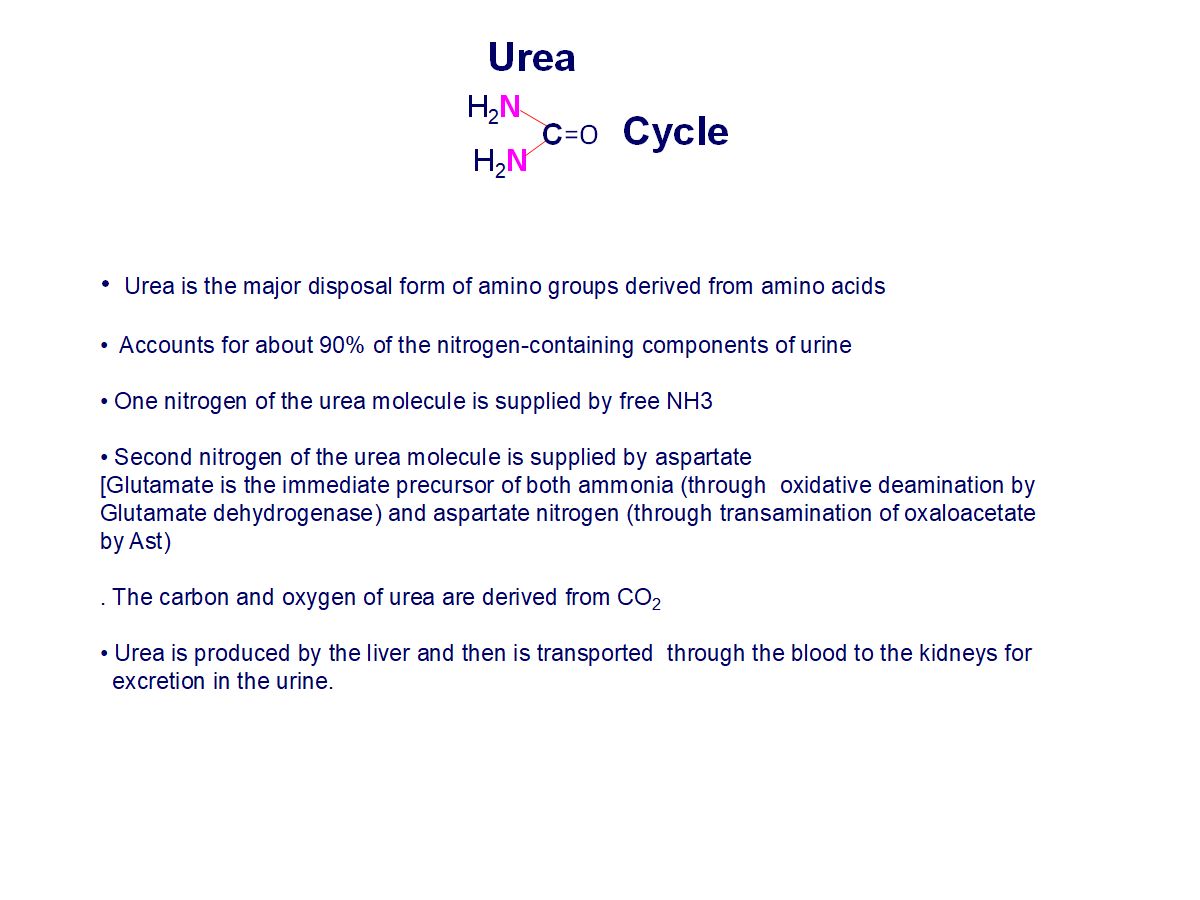 Urea
H₂N
C=O Cycle
H₂N
• Urea is the major disposal form of amino groups derived from amino acids
• Accounts for about 90% of the nitrogen-containing components of urine
• One nitrogen of the urea molecule is supplied by free NH3
• Second nitrogen of the urea molecule is supplied by aspartate
[Glutamate is the immediate precursor of both ammonia (through oxidative deamination by
Glutamate dehydrogenase) and aspartate nitrogen (through transamination of oxaloacetate
by Ast)
. The carbon and oxygen of urea are derived from CO₂
• Urea is produced by the liver and then is transported through the blood to the kidneys for
excretion in the urine.